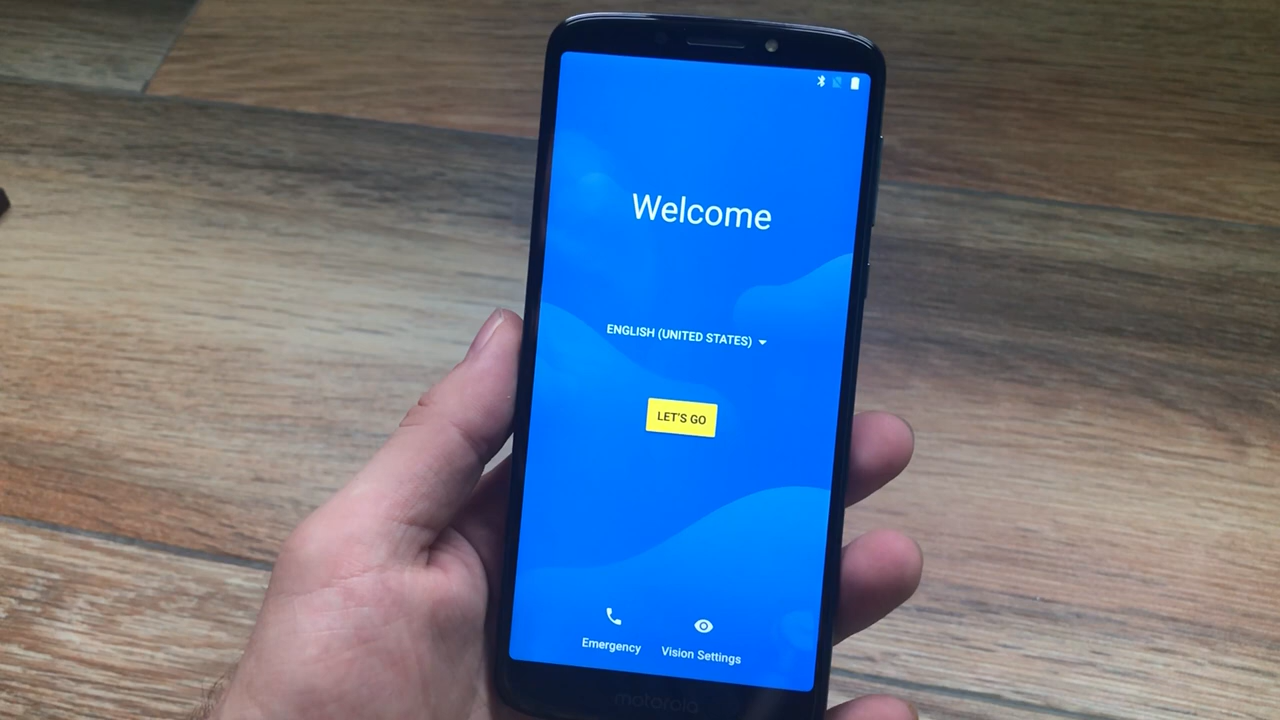 Welcome
ENGLISH (UNITED STATES)
LET'S GO
Emergency
Vision Settings
motorola